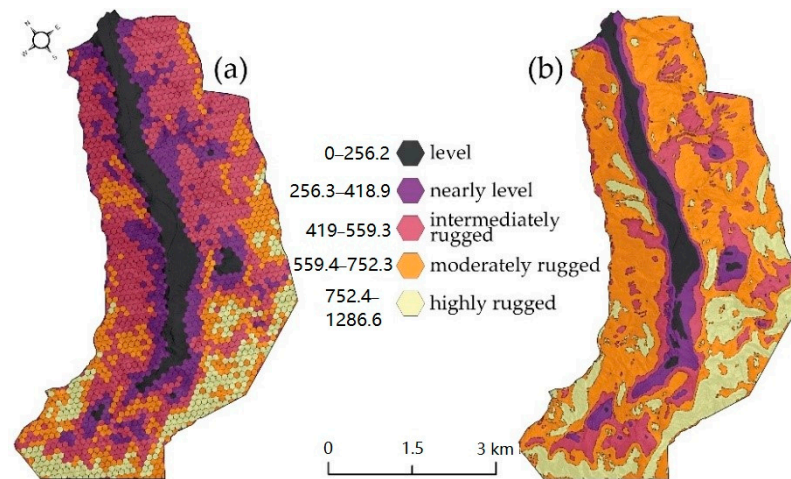 N
E
W
S
(a)
(b)
0–256.2 level
256.3–418.9 nearly level
419–559.3 intermediately
rugged
559.4–752.3 moderately rugged
752.4–
1286.6 highly rugged
0 1.5 3 km